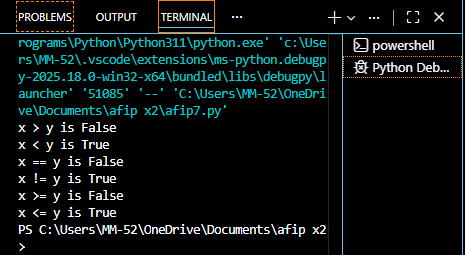 PROBLEMS OUTPUT TERMINAL ...
powershell
Python Deb...
rograms\Python\Python311\python.exe' 'c:\Use
rs\MM-52\.vscode\extensions\ms-python.debugp
y-2025.18.0-win32-x64\bundled\libs\debugpy\l
auncher' '51085' '--' 'C:\Users\MM-52\OneDri
ve\Documents\afip x2\afip7.py'
x > y is False
x < y is True
x == y is False
x != y is True
x >= y is False
x <= y is True
PS C:\Users\MM-52\OneDrive\Documents\afip x2
>